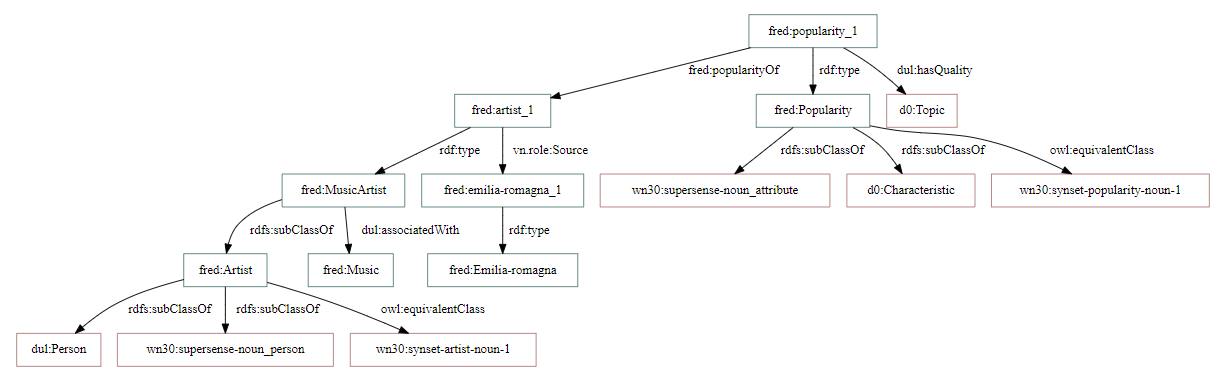 fred:popularity_1
fred:popularityOf
rdf:type
dul:hasQuality
fred:artist_1
fred:Popularity
d0:Topic
rdf:type
vn.role:Source
rdfs:subClassOf
rdfs:subClassOf
owl:equivalentClass
fred:MusicArtist
fred:emilia-romagna_1
wn30:supersense-noun_attribute
d0:Characteristic
wn30:synset-popularity-noun-1
rdfs:subClassOf
dul:associatedWith
rdf:type
fred:Artist
fred:Music
fred:Emilia-romagna
rdfs:subClassOf
rdfs:subClassOf
owl:equivalentClass
dul:Person
wn30:supersense-noun_person
wn30:synset-artist-noun-1